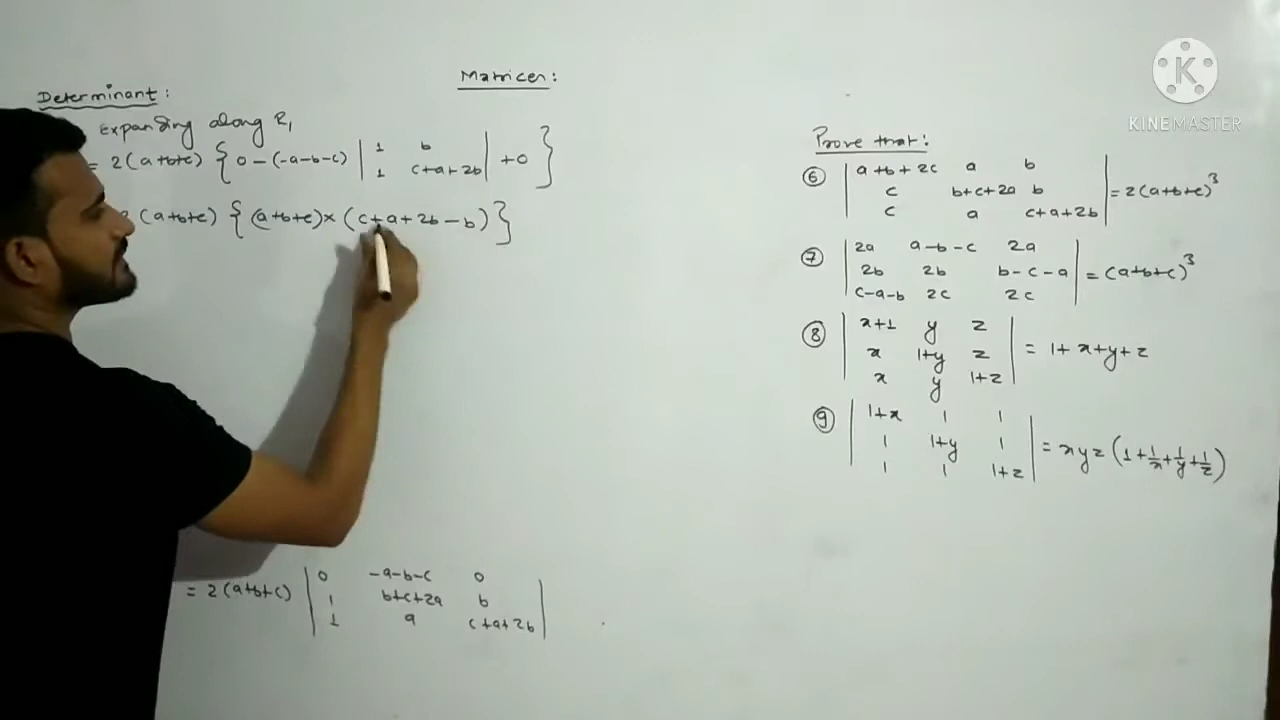 Matrices:
Determinant:
Expanding along R₁
= 2(a+b+c) { 0 - (-a-b-c) | 1 b | +0 }
| 1 c+a+2b |
(a+b+c) { (a+b+c) × (c+a+2b-b) }
= 2(a+b+c) | 0 -a-b-c 0 |
| 1 b+c+2a b |
| 1 a c+a+2b |
Prove that:
⑥ | a+b+2c a b |
| c b+c+2a b | = 2(a+b+c)³
| c a c+a+2b |
⑦ | 2a a-b-c 2a |
| 2b 2b b-c-a | = (a+b+c)³
| c-a-b 2c 2c |
⑧ | x+1 y z |
| x 1+y z | = 1+x+y+z
| x y 1+z |
⑨ | 1+x 1 1 |
| 1 1+y 1 | = xyz (1+1/x+1/y+1/z)
| 1 1 1+z |
KINEMASTER